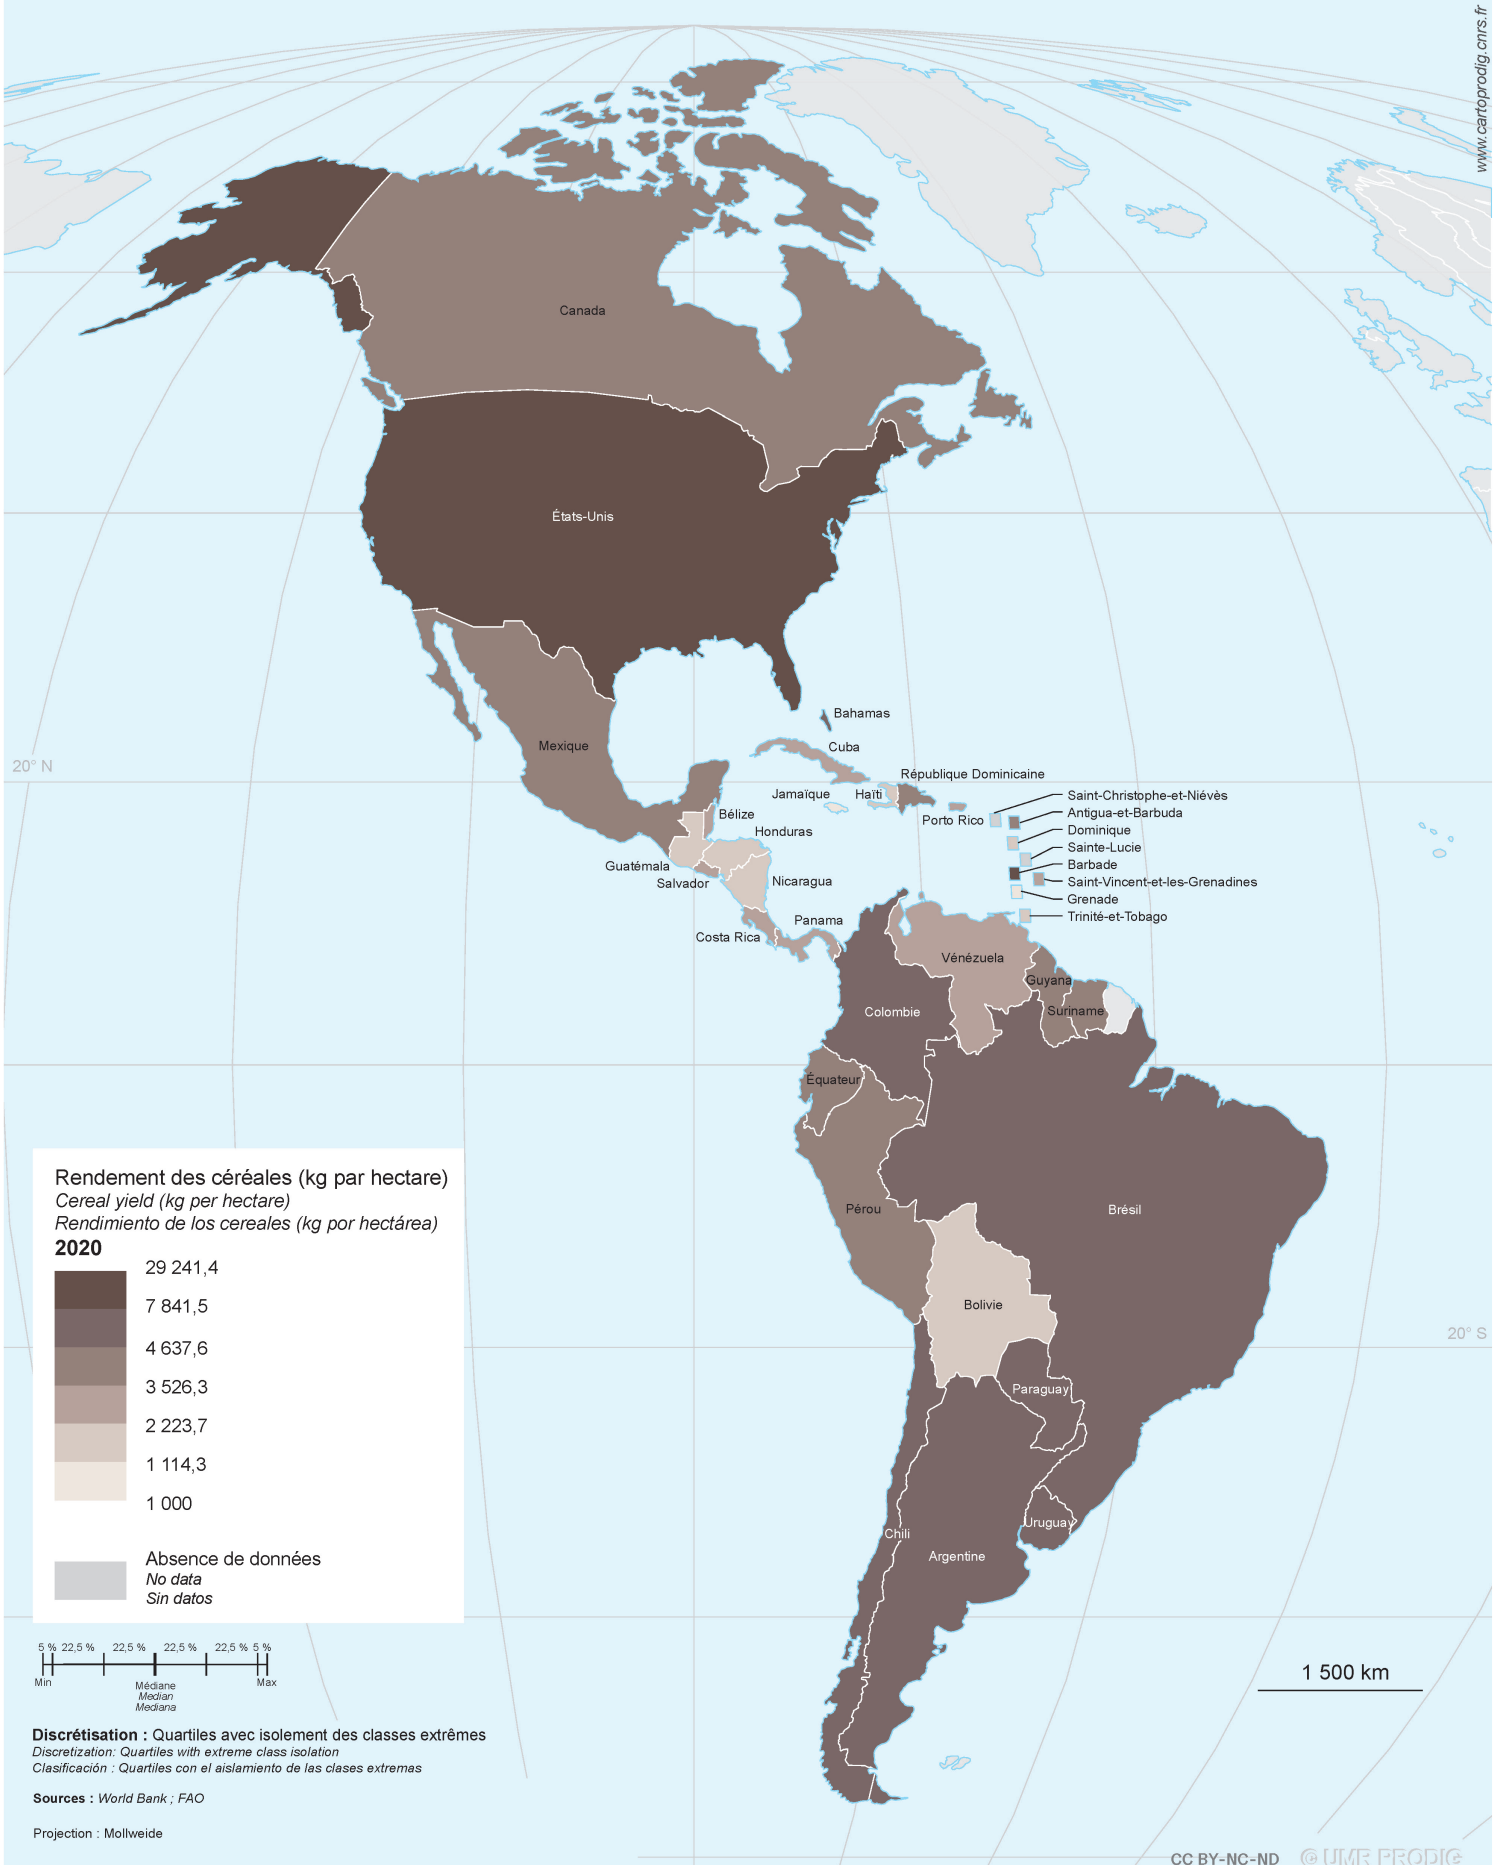 www.cartoprodig.cnrs.fr
Canada
États-Unis
Bahamas
Mexique
Cuba
20° N
République Dominicaine
Jamaïque
Haïti
Saint-Christophe-et-Niévès
Bélize
Porto Rico
Antigua-et-Barbuda
Honduras
Dominique
Sainte-Lucie
Guatémala
Barbade
Salvador
Nicaragua
Saint-Vincent-et-les-Grenadines
Grenade
Panama
Trinité-et-Tobago
Costa Rica
Vénézuela
Guyana
Colombie
Suriname
Équateur
Pérou
Brésil
Bolivie
20° S
Paraguay
Uruguay
Chili
Argentine
Rendement des céréales (kg par hectare)
Cereal yield (kg per hectare)
Rendimiento de los cereales (kg por hectárea)
2020
29 241,4
7 841,5
4 637,6
3 526,3
2 223,7
1 114,3
1 000
Absence de données
No data
Sin datos
5 % 22,5 % 22,5 % 22,5 % 22,5 % 5 %
Min Max
Médiane
Median
Mediana
1 500 km
Discrétisation : Quartiles avec isolement des classes extrêmes
Discretization: Quartiles with extreme class isolation
Clasificación : Quartiles con el aislamiento de las clases extremas
Sources : World Bank ; FAO
Projection : Mollweide
CC BY-NC-ND © UMR PRODIG